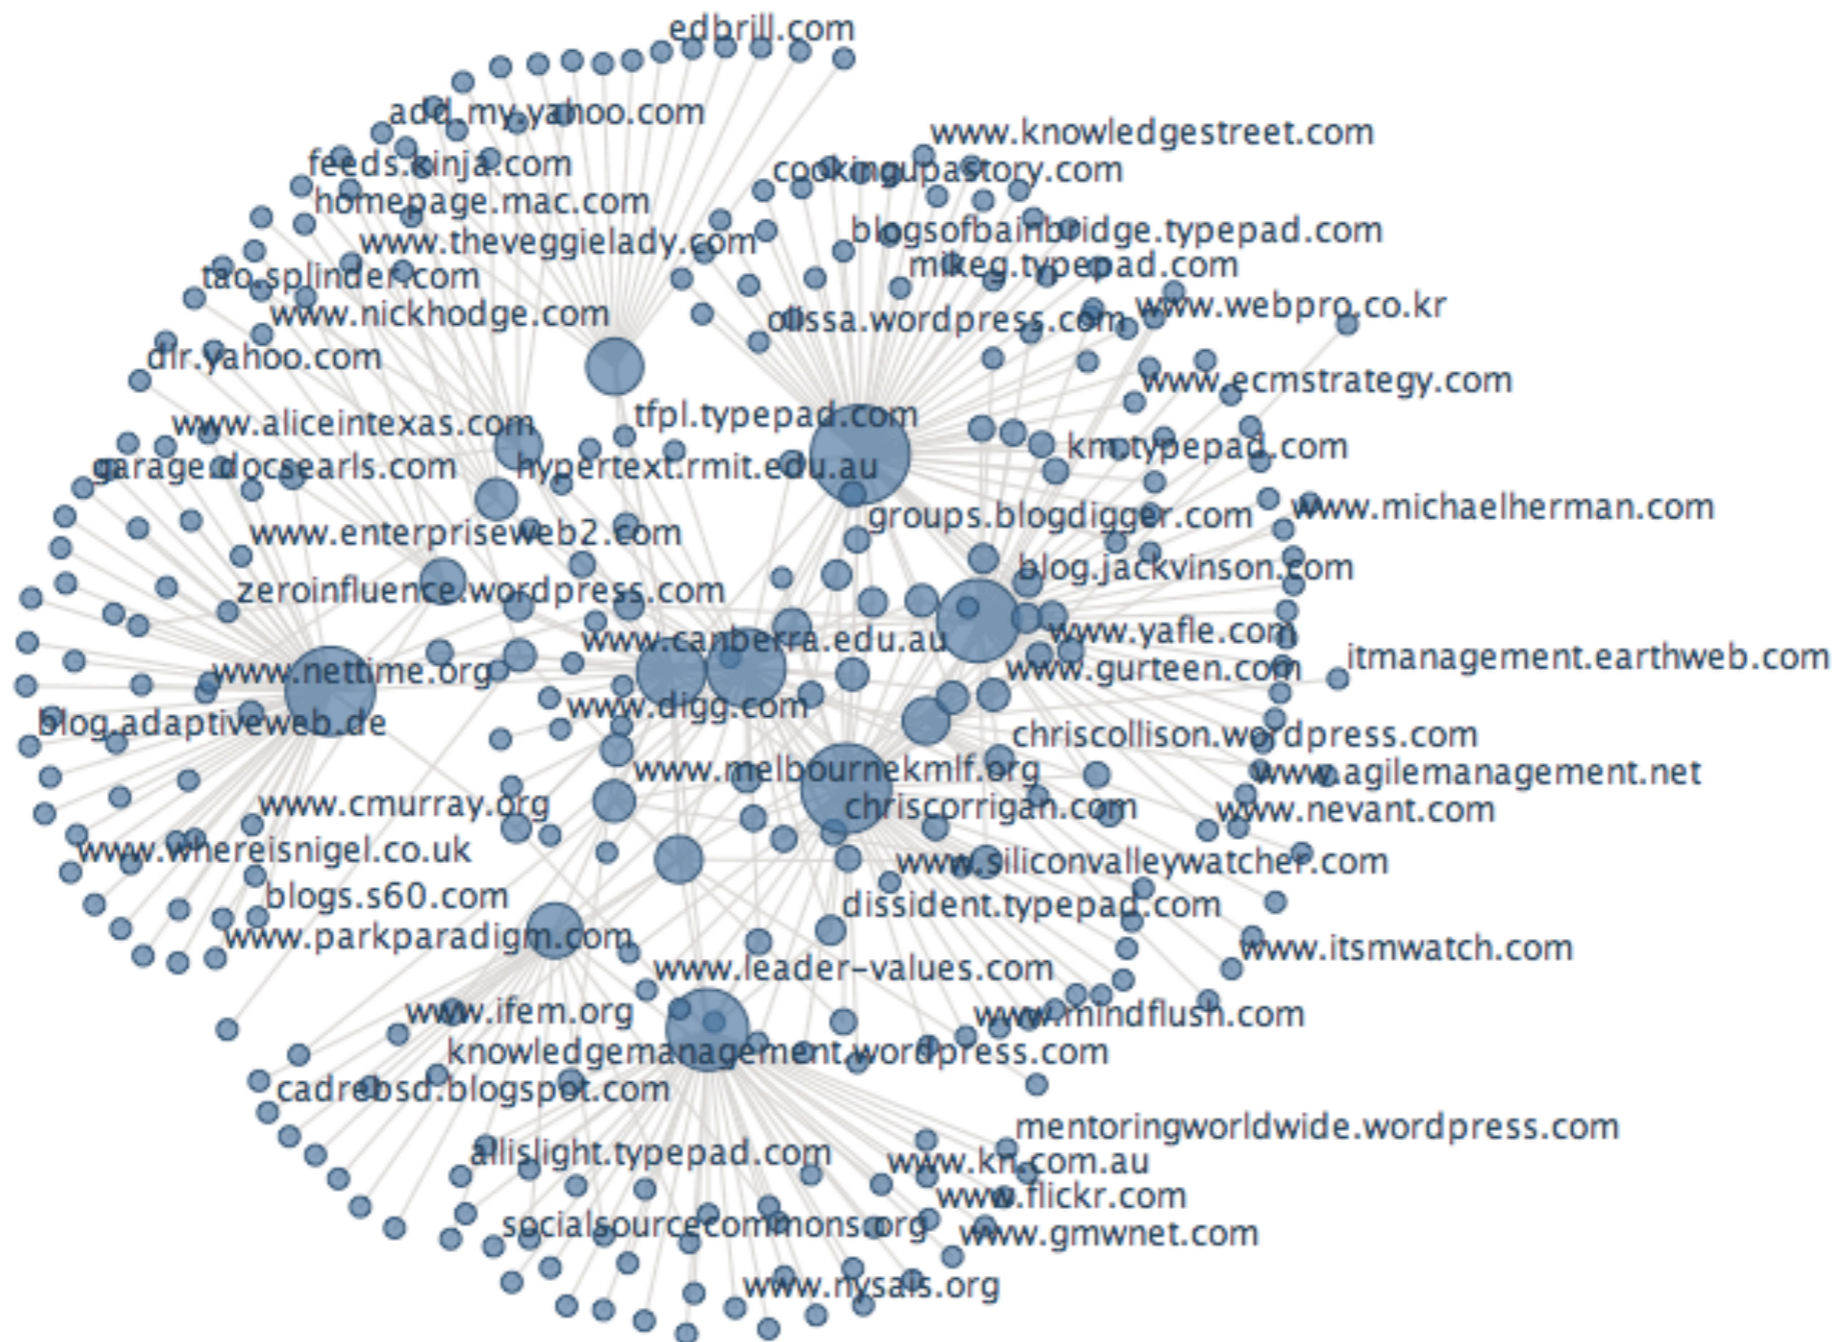 edbrill.com
add.my.yahoo.com
www.knowledgestreet.com
feeds.kinja.com
cookingupastory.com
homepage.mac.com
www.theveggielady.com
blogsofbainbridge.typepad.com
mikeg.typepad.com
tao.splinder.com
www.webpro.co.kr
www.nickhodge.com
olissa.wordpress.com
dir.yahoo.com
www.ecmstrategy.com
www.aliceintexas.com
tfpl.typepad.com
km.typepad.com
garage.docsearls.com
hypertext.rmit.edu.au
www.michaelherman.com
groups.blogdigger.com
www.enterpriseweb2.com
blog.jackvinson.com
zeroinfluence.wordpress.com
www.canberra.edu.au
www.yafle.com
itmanagement.earthweb.com
www.nettime.org
www.gurteen.com
www.digg.com
blog.adaptiveweb.de
chriscollison.wordpress.com
www.melbournekmlf.org
www.agilemanagement.net
www.cmurray.org
chriscorrigan.com
www.nevant.com
www.whereisnigel.co.uk
www.siliconvalleywatcher.com
blogs.s60.com
dissident.typepad.com
www.parkparadigm.com
www.itsmwatch.com
www.leader-values.com
www.ifem.org
www.mindflush.com
knowledgemanagement.wordpress.com
cadrebsd.blogspot.com
mentoringworldwide.wordpress.com
allislight.typepad.com
www.kn.com.au
www.flickr.com
socialsourcecommons.org
www.gmwnet.com
www.nysais.org